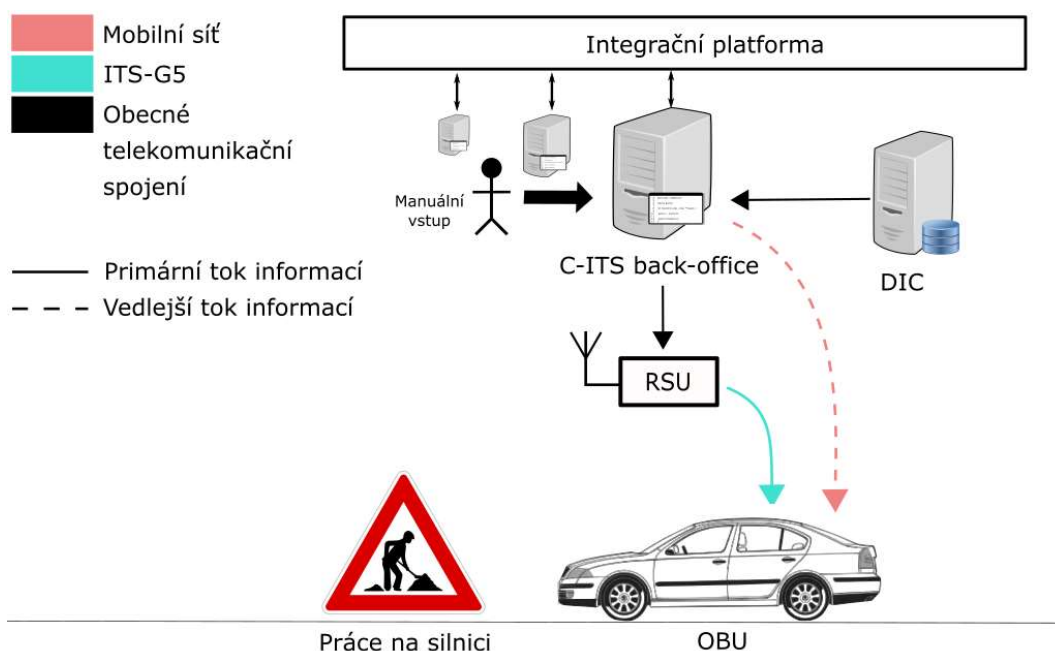 Mobilní síť
ITS-G5
Obecné
telekomunikační
spojení
Primární tok informací
Vedlejší tok informací
Integrační platforma
Manuální
vstup
C-ITS back-office
DIC
RSU
Práce na silnici
OBU